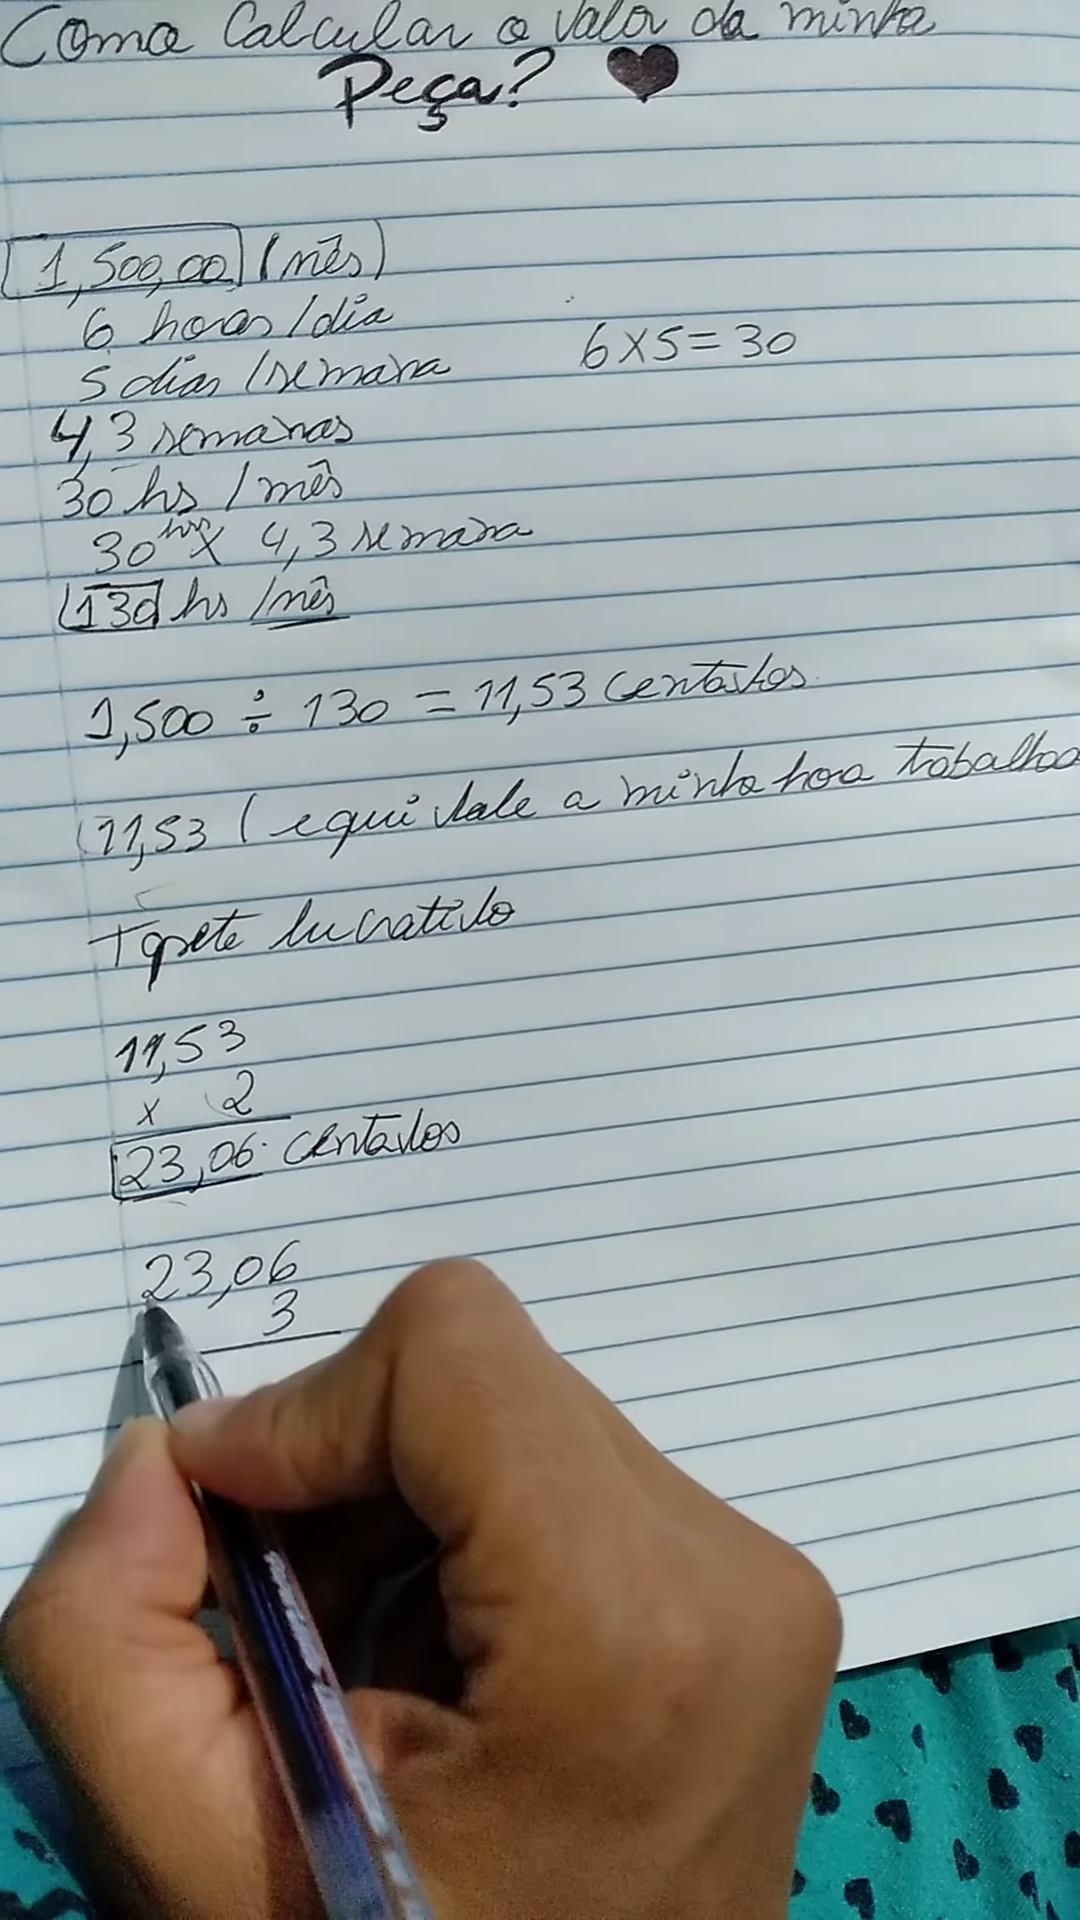 Como Calcular o valor da minha
Peça? ♥
1,500,00 (mês)
6 horas/dia
6x5=30
5 dias/semana
4,3 semanas
30 hs/mês
30 hrs x 4,3 semana
130 hs/mês
1,500 ÷ 130 = 11,53 centavos
11,53 (equivale a minha hora trabalha
Tapete lucrativo
11,53
x 2
23,06 centavos
23,06
3